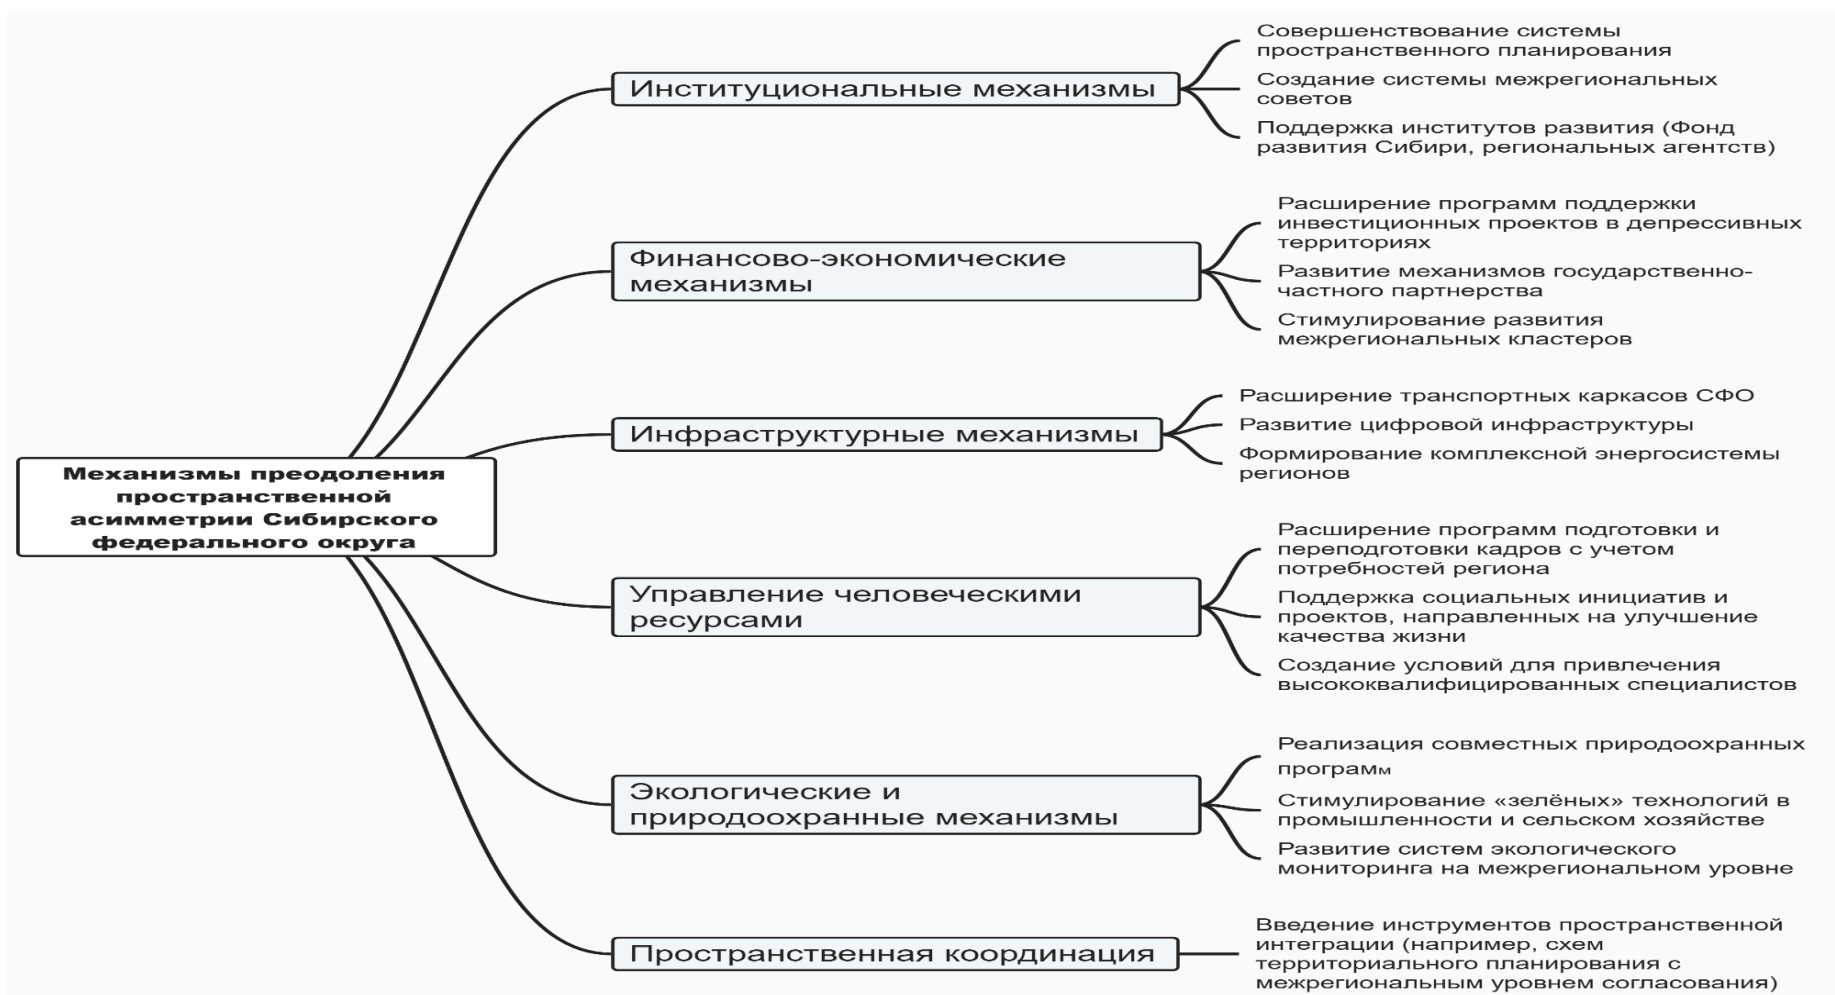 Механизмы преодоления
пространственной
асимметрии Сибирского
федерального округа
Институциональные механизмы
Совершенствование системы
пространственного планирования
Создание системы межрегиональных
советов
Поддержка институтов развития (Фонд
развития Сибири, региональных агентств)
Финансово-экономические
механизмы
Расширение программ поддержки
инвестиционных проектов в депрессивных
территориях
Развитие механизмов государственно-
частного партнерства
Стимулирование развития
межрегиональных кластеров
Инфраструктурные механизмы
Расширение транспортных каркасов СФО
Развитие цифровой инфраструктуры
Формирование комплексной энергосистемы
регионов
Управление человеческими
ресурсами
Расширение программ подготовки и
переподготовки кадров с учетом
потребностей региона
Поддержка социальных инициатив и
проектов, направленных на улучшение
качества жизни
Создание условий для привлечения
высококвалифицированных специалистов
Экологические и
природоохранные механизмы
Реализация совместных природоохранных
программ
Стимулирование «зелёных» технологий в
промышленности и сельском хозяйстве
Развитие систем экологического
мониторинга на межрегиональном уровне
Пространственная координация
Введение инструментов пространственной
интеграции (например, схем
территориального планирования с
межрегиональным уровнем согласования)